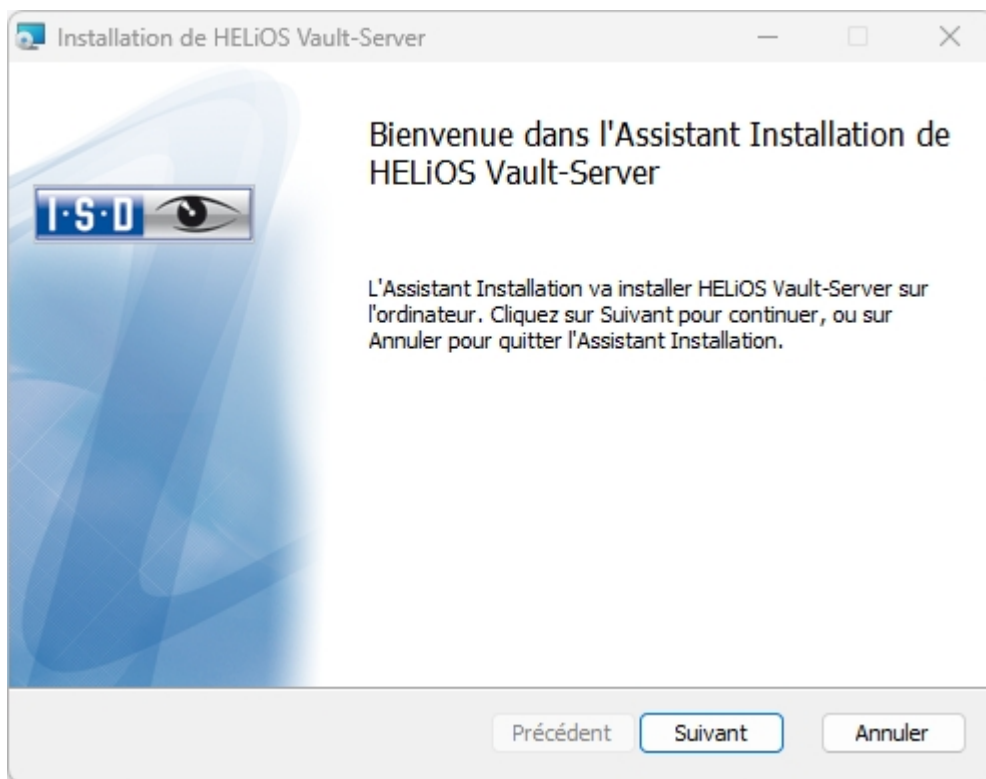 Installation de HELiOS Vault-Server
Bienvenue dans l'Assistant Installation de
HELiOS Vault-Server
I·S·D
L'Assistant Installation va installer HELiOS Vault-Server sur
l'ordinateur. Cliquez sur Suivant pour continuer, ou sur
Annuler pour quitter l'Assistant Installation.
Précédent
Suivant
Annuler